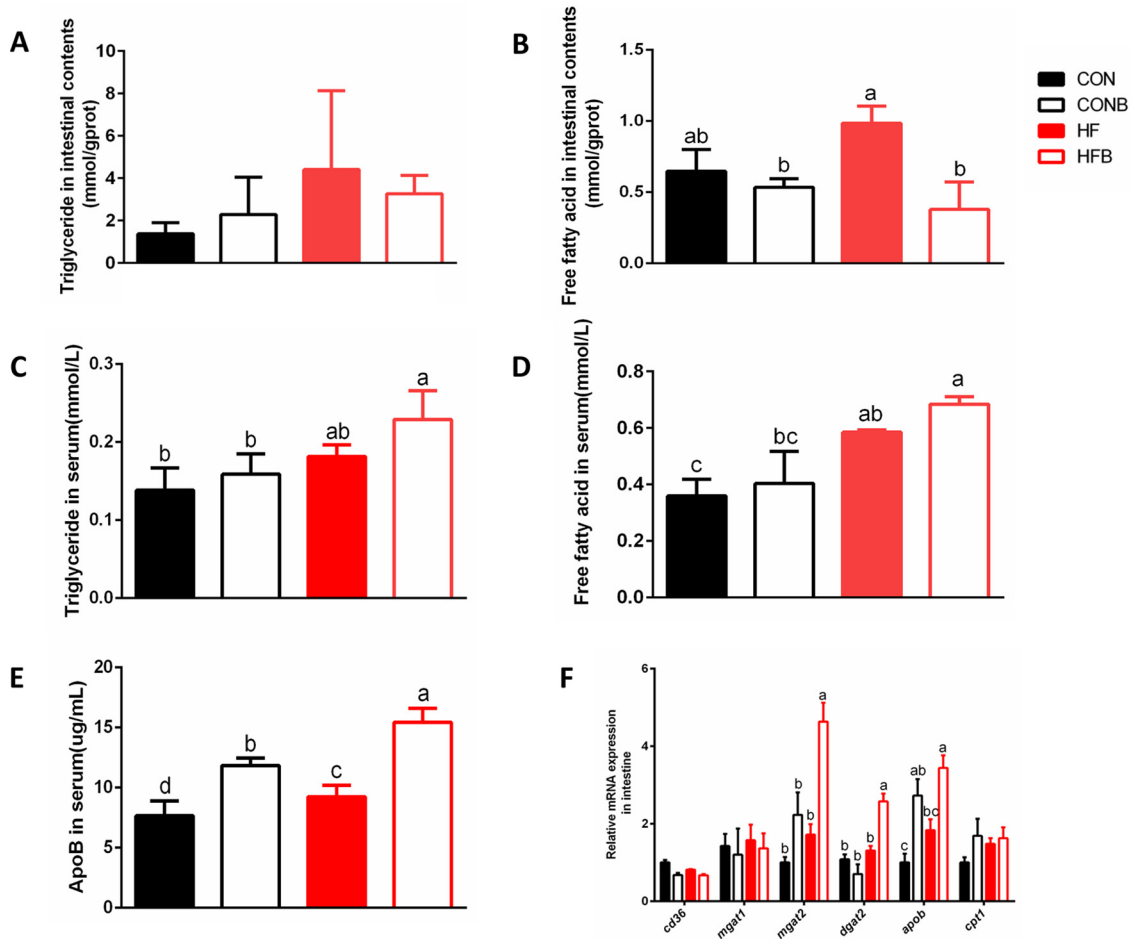 A
Triglyceride in intestinal contents
(mmol/gprot)
10
8
6
4
2
0
B
Free fatty acid in intestinal contents
(mmol/gprot)
1.5
1.0
0.5
0.0
ab
b
a
b
CON
CONB
HF
HFB
C
Triglyceride in serum(mmol/L)
0.3
0.2
0.1
0.0
b
b
ab
a
D
Free fatty acid in serum(mmol/L)
0.8
0.6
0.4
0.2
0.0
c
bc
ab
a
E
ApoB in serum(ug/mL)
20
15
10
5
0
d
b
c
a
F
Relative mRNA expression
in intestine
6
4
2
0
b
b
b
a
b
b
b
a
c
ab
bc
a
cd36
mgat1
mgat2
dgat2
apob
cpt1